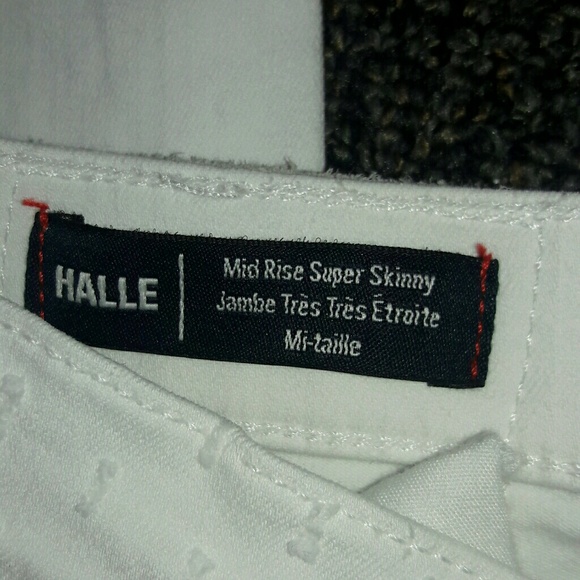 HALLE
Mid Rise Super Skinny
Jambe Très Très Étroite
Mi-taille